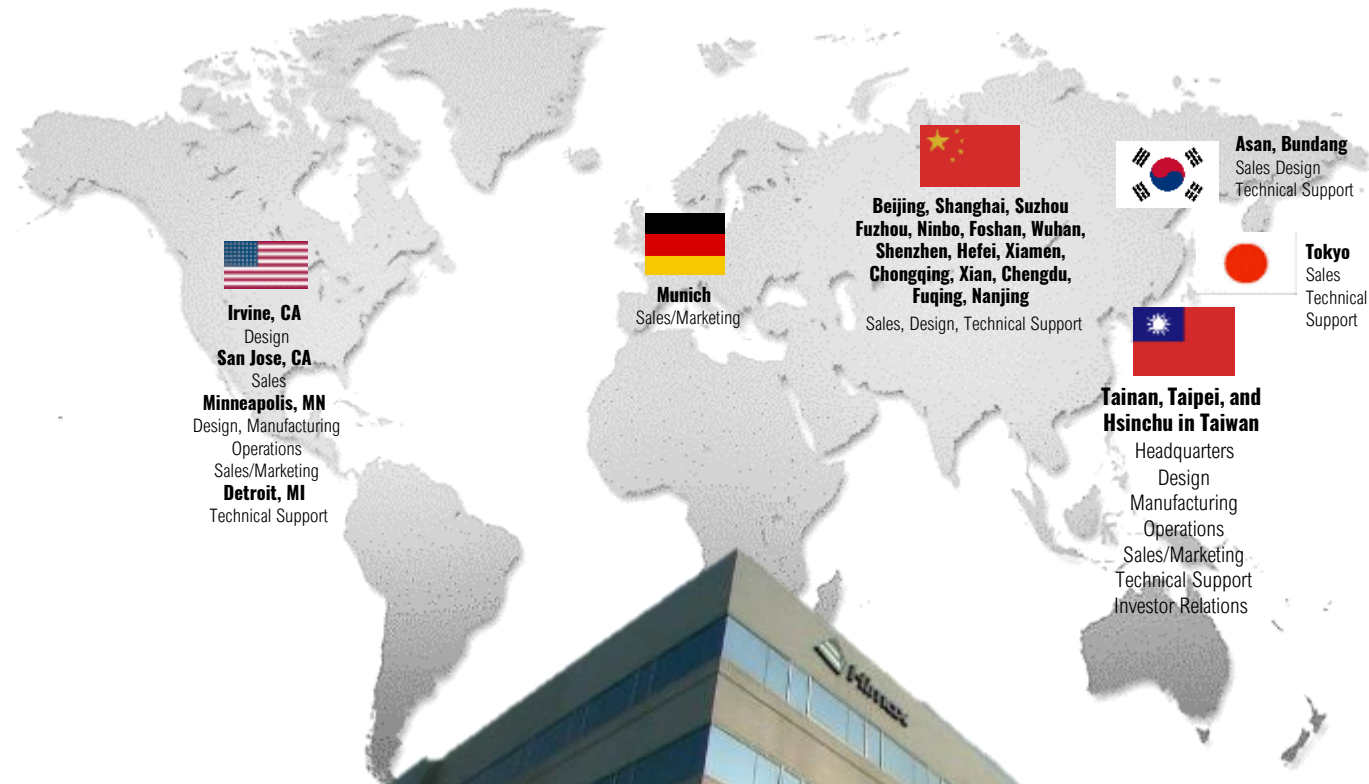 Irvine, CA
Design
San Jose, CA
Sales
Minneapolis, MN
Design, Manufacturing
Operations
Sales/Marketing
Detroit, MI
Technical Support
Munich
Sales/Marketing
Beijing, Shanghai, Suzhou
Fuzhou, Ninbo, Foshan, Wuhan,
Shenzhen, Hefei, Xiamen,
Chongqing, Xian, Chengdu,
Fuqing, Nanjing
Sales, Design, Technical Support
Asan, Bundang
Sales Design
Technical Support
Tokyo
Sales
Technical
Support
Tainan, Taipei, and
Hsinchu in Taiwan
Headquarters
Design
Manufacturing
Operations
Sales/Marketing
Technical Support
Investor Relations
Himax